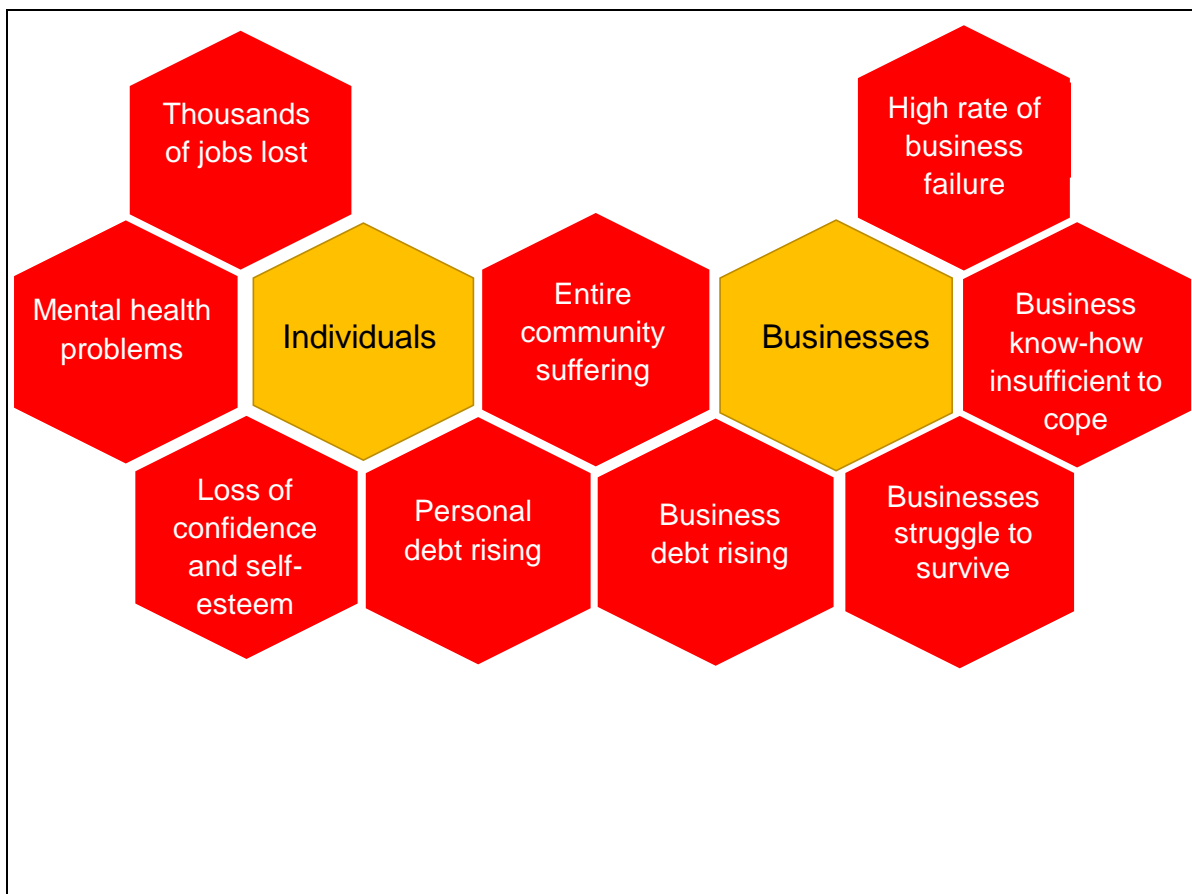 Thousands
of jobs lost
High rate of
business
failure
Mental health
problems
Individuals
Entire
community
suffering
Businesses
Business
know-how
insufficient to
cope
Loss of
confidence
and self-
esteem
Personal
debt rising
Business
debt rising
Businesses
struggle to
survive